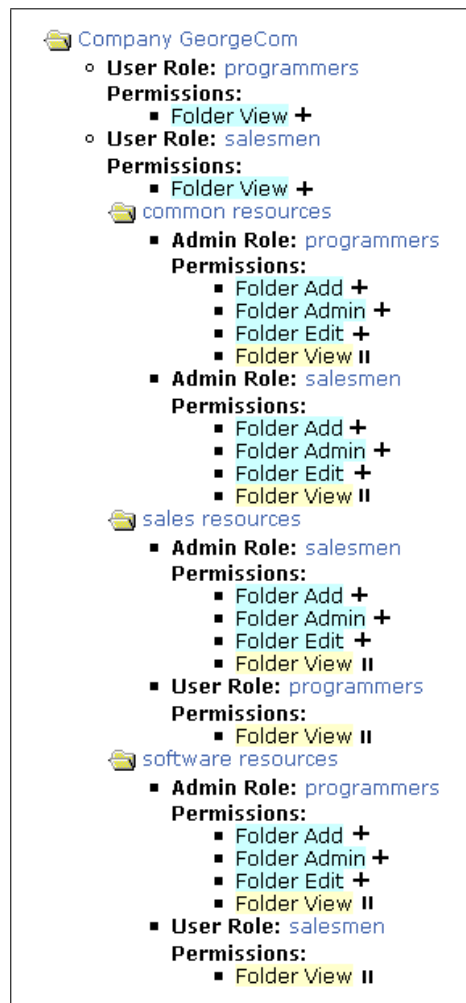 Company GeorgeCom
User Role: programmers
Permissions:
Folder View +
User Role: salesmen
Permissions:
Folder View +
common resources
Admin Role: programmers
Permissions:
Folder Add +
Folder Admin +
Folder Edit +
Folder View II
Admin Role: salesmen
Permissions:
Folder Add +
Folder Admin +
Folder Edit +
Folder View II
sales resources
Admin Role: salesmen
Permissions:
Folder Add +
Folder Admin +
Folder Edit +
Folder View II
User Role: programmers
Permissions:
Folder View II
software resources
Admin Role: programmers
Permissions:
Folder Add +
Folder Admin +
Folder Edit +
Folder View II
User Role: salesmen
Permissions:
Folder View II